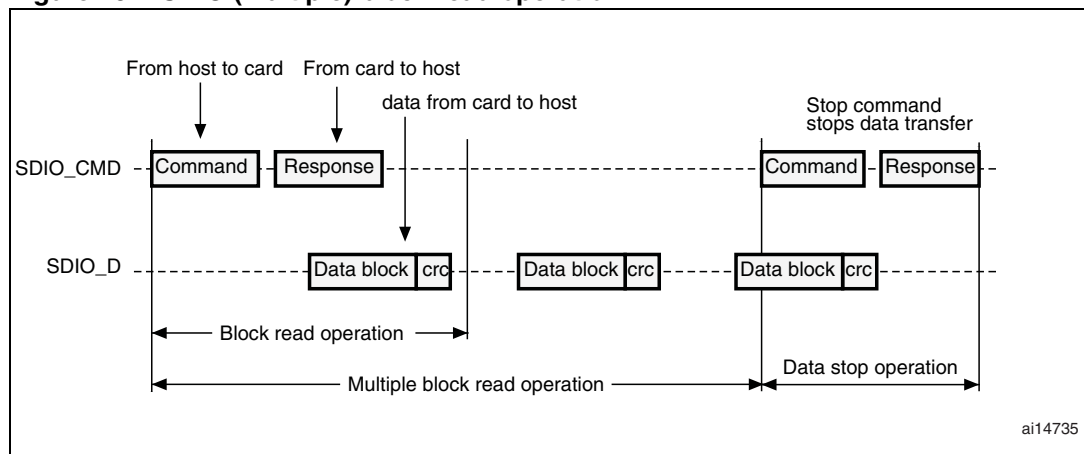 From host to card
From card to host
data from card to host
Stop command
stops data transfer
SDIO_CMD
Command
Response
Command
Response
SDIO_D
Data block
crc
Data block
crc
Data block
crc
Block read operation
Data stop operation
Multiple block read operation
ai14735